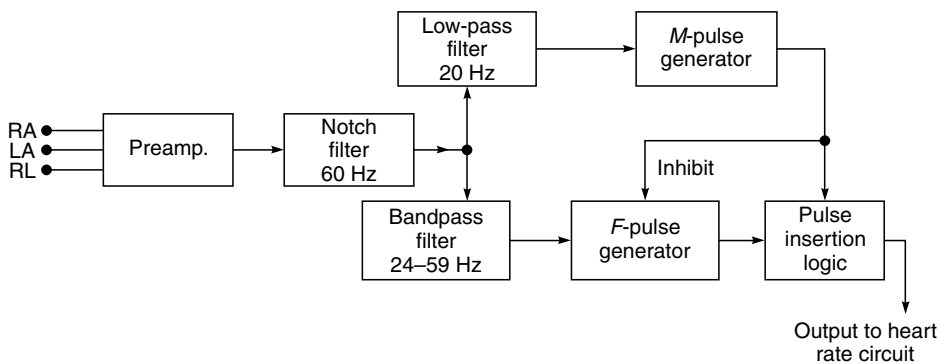 Low-pass
filter
20 Hz
M-pulse
generator
RA
LA
RL
Preamp.
Notch
filter
60 Hz
Inhibit
Bandpass
filter
24–59 Hz
F-pulse
generator
Pulse
insertion
logic
Output to heart
rate circuit